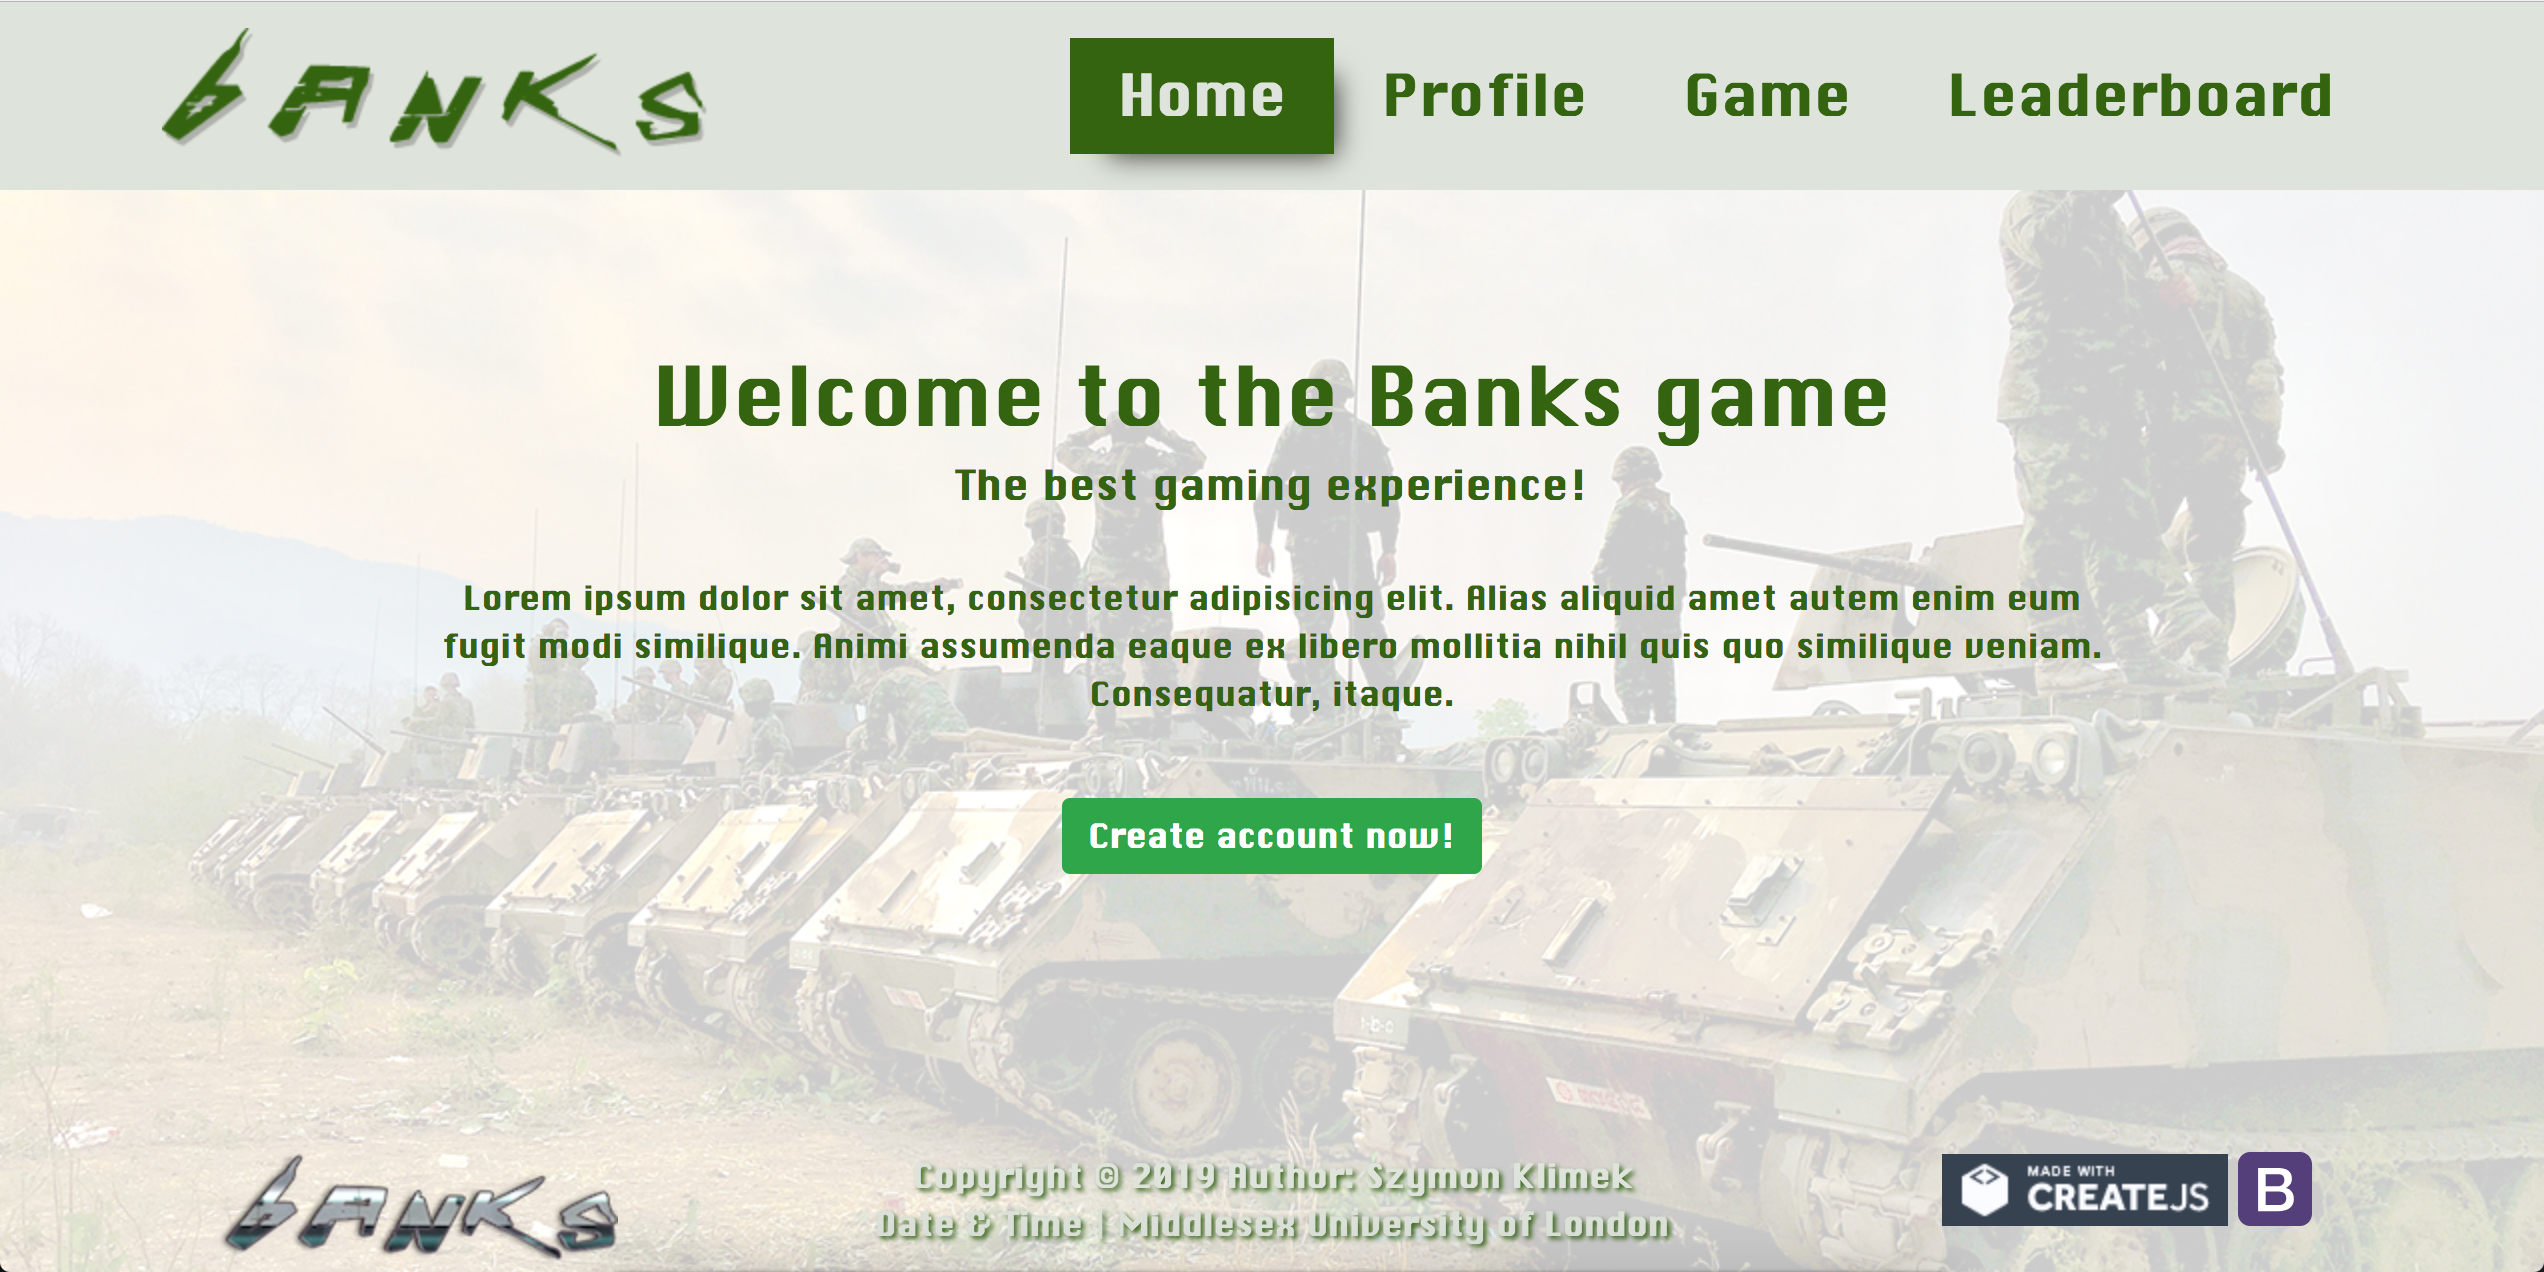 BANKS
Home Profile Game Leaderboard
Welcome to the Banks game
The best gaming experience!
Lorem ipsum dolor sit amet, consectetur adipisicing elit. Alias aliquid amet autem enim eum
fugit modi similique. Animi assumenda eaque ex libero mollitia nihil quis quo similique veniam.
Consequatur, itaque.
Create account now!
BANKS
Copyright © 2019 Author: Szymon Klimek
Date & Time | Middlesex University of London
MADE WITH
CREATEJS
B